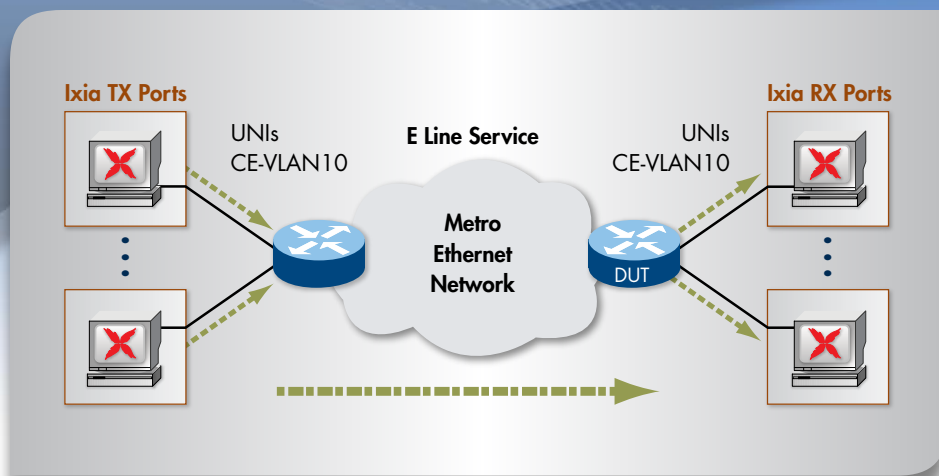 Ixia TX Ports
UNIs
CE-VLAN10
E Line Service
UNIs
CE-VLAN10
Ixia RX Ports
Metro
Ethernet
Network
DUT